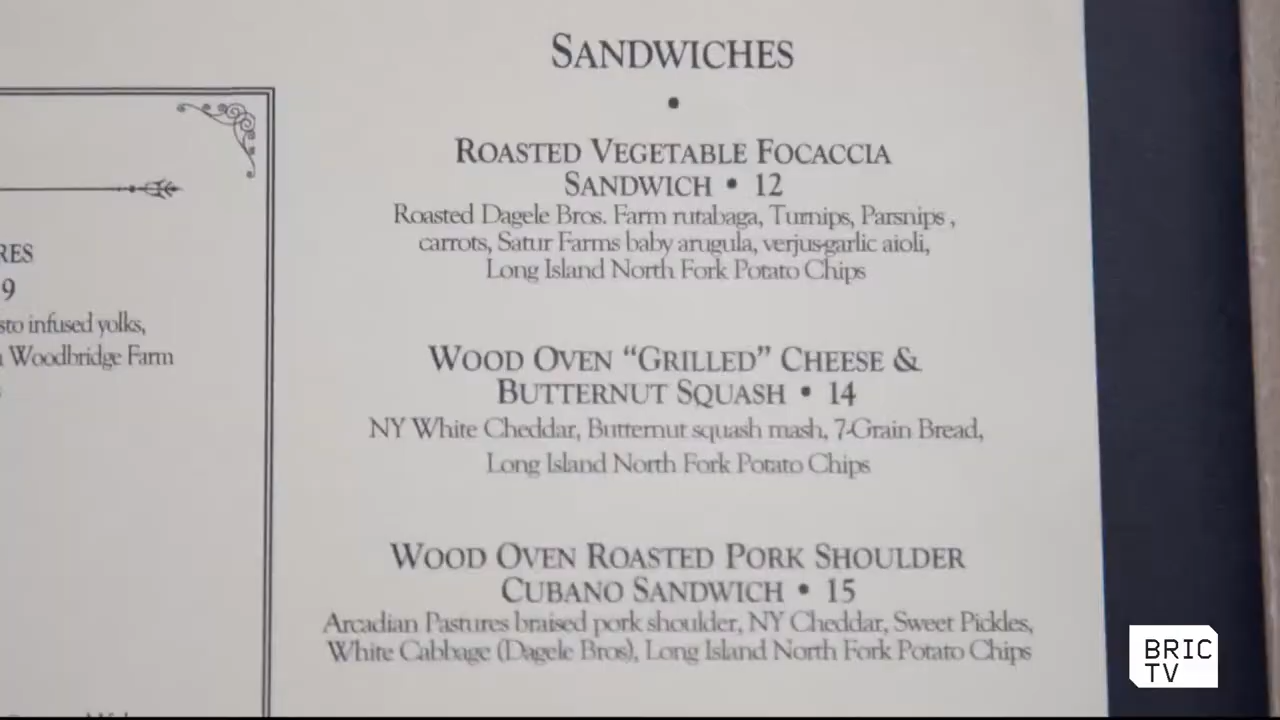 SANDWICHES
•
ROASTED VEGETABLE FOCACCIA
SANDWICH • 12
Roasted Dagele Bros. Farm rutabaga, Turnips, Parsnips ,
carrots, Satur Farms baby arugula, verjus-garlic aioli,
Long Island North Fork Potato Chips
WOOD OVEN “GRILLED” CHEESE &
BUTTERNUT SQUASH • 14
NY White Cheddar, Butternut squash mash, 7-Grain Bread,
Long Island North Fork Potato Chips
WOOD OVEN ROASTED PORK SHOULDER
CUBANO SANDWICH • 15
Arcadian Pastures braised pork shoulder, NY Cheddar, Sweet Pickles,
White Cabbage (Dagele Bros), Long Island North Fork Potato Chips
9
infused yolks,
Woodbridge Farm
BRIC
TV